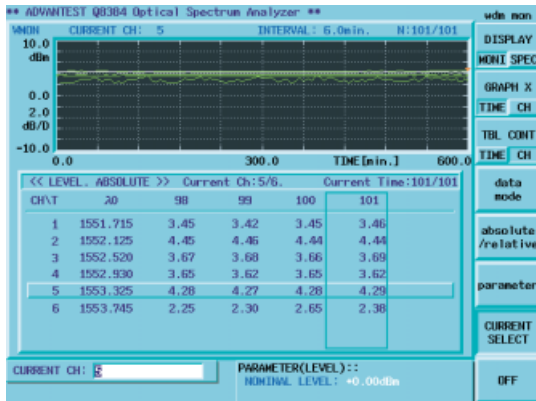 ** ADVANTEST Q8384 Optical Spectrum Analyzer **
WMON CURRENT CH: 5 INTERVAL: 6.0min. N:101/101
10.0
dBm
0.0
2.0
dB/D
-10.0
0.0 300.0 TIME[min.] 600.0
<< LEVEL. ABSOLUTE >> Current Ch:5/6. Current Time:101/101
CH\T λ0 98 99 100 101
1 1551.715 3.45 3.42 3.45 3.46
2 1552.125 4.45 4.46 4.44 4.44
3 1552.520 3.67 3.68 3.66 3.69
4 1552.930 3.65 3.62 3.65 3.62
5 1553.325 4.28 4.27 4.28 4.29
6 1553.745 2.25 2.30 2.65 2.38
CURRENT CH: 5
PARAMETER(LEVEL)::
NOMINAL LEVEL: +0.00dBm
wdm mon
DISPLAY
MONI SPEC
GRAPH X
TIME CH
TBL CONT
TIME CH
data
mode
absolute
/relative
parameter
CURRENT
SELECT
OFF